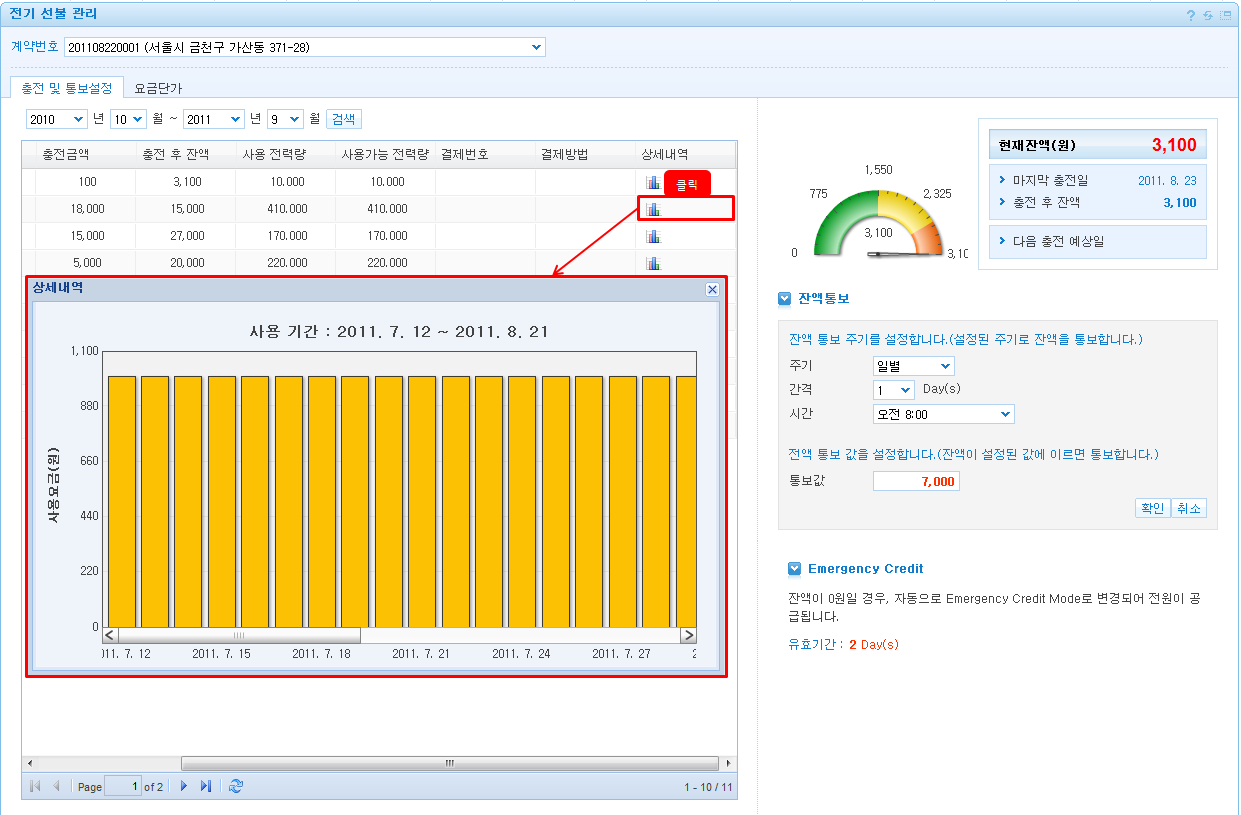 전기 선불 관리
계약번호 201108220001 (서울시 금천구 가산동 371-28)
충전 및 통보설정 요금단가
2010 년 10 월 ~ 2011 년 9 월 검색
충전금액 충전 후 잔액 사용 전력량 사용가능 전력량 결제번호 결제방법 상세내역
100 3,100 10.000 10.000 클릭
18,000 15,000 410.000 410.000
15,000 27,000 170.000 170.000
5,000 20,000 220.000 220.000
상세내역
사용 기간 : 2011. 7. 12 ~ 2011. 8. 21
사용요금(원)
1,100
880
660
440
220
0
011. 7. 12 2011. 7. 15 2011. 7. 18 2011. 7. 21 2011. 7. 24 2011. 7. 27 2
Page 1 of 2 1 - 10 / 11
0 775 1,550 2,325 3,10
3,100
현재잔액(원) 3,100
마지막 충전일 2011. 8. 23
충전 후 잔액 3,100
다음 충전 예상일
잔액통보
잔액 통보 주기를 설정합니다.(설정된 주기로 잔액을 통보합니다.)
주기 일별
간격 1 Day(s)
시간 오전 8:00
전액 통보 값을 설정합니다.(잔액이 설정된 값에 이르면 통보합니다.)
통보값 7,000
확인 취소
Emergency Credit
잔액이 0원일 경우, 자동으로 Emergency Credit Mode로 변경되어 전원이 공
급됩니다.
유효기간 : 2 Day(s)